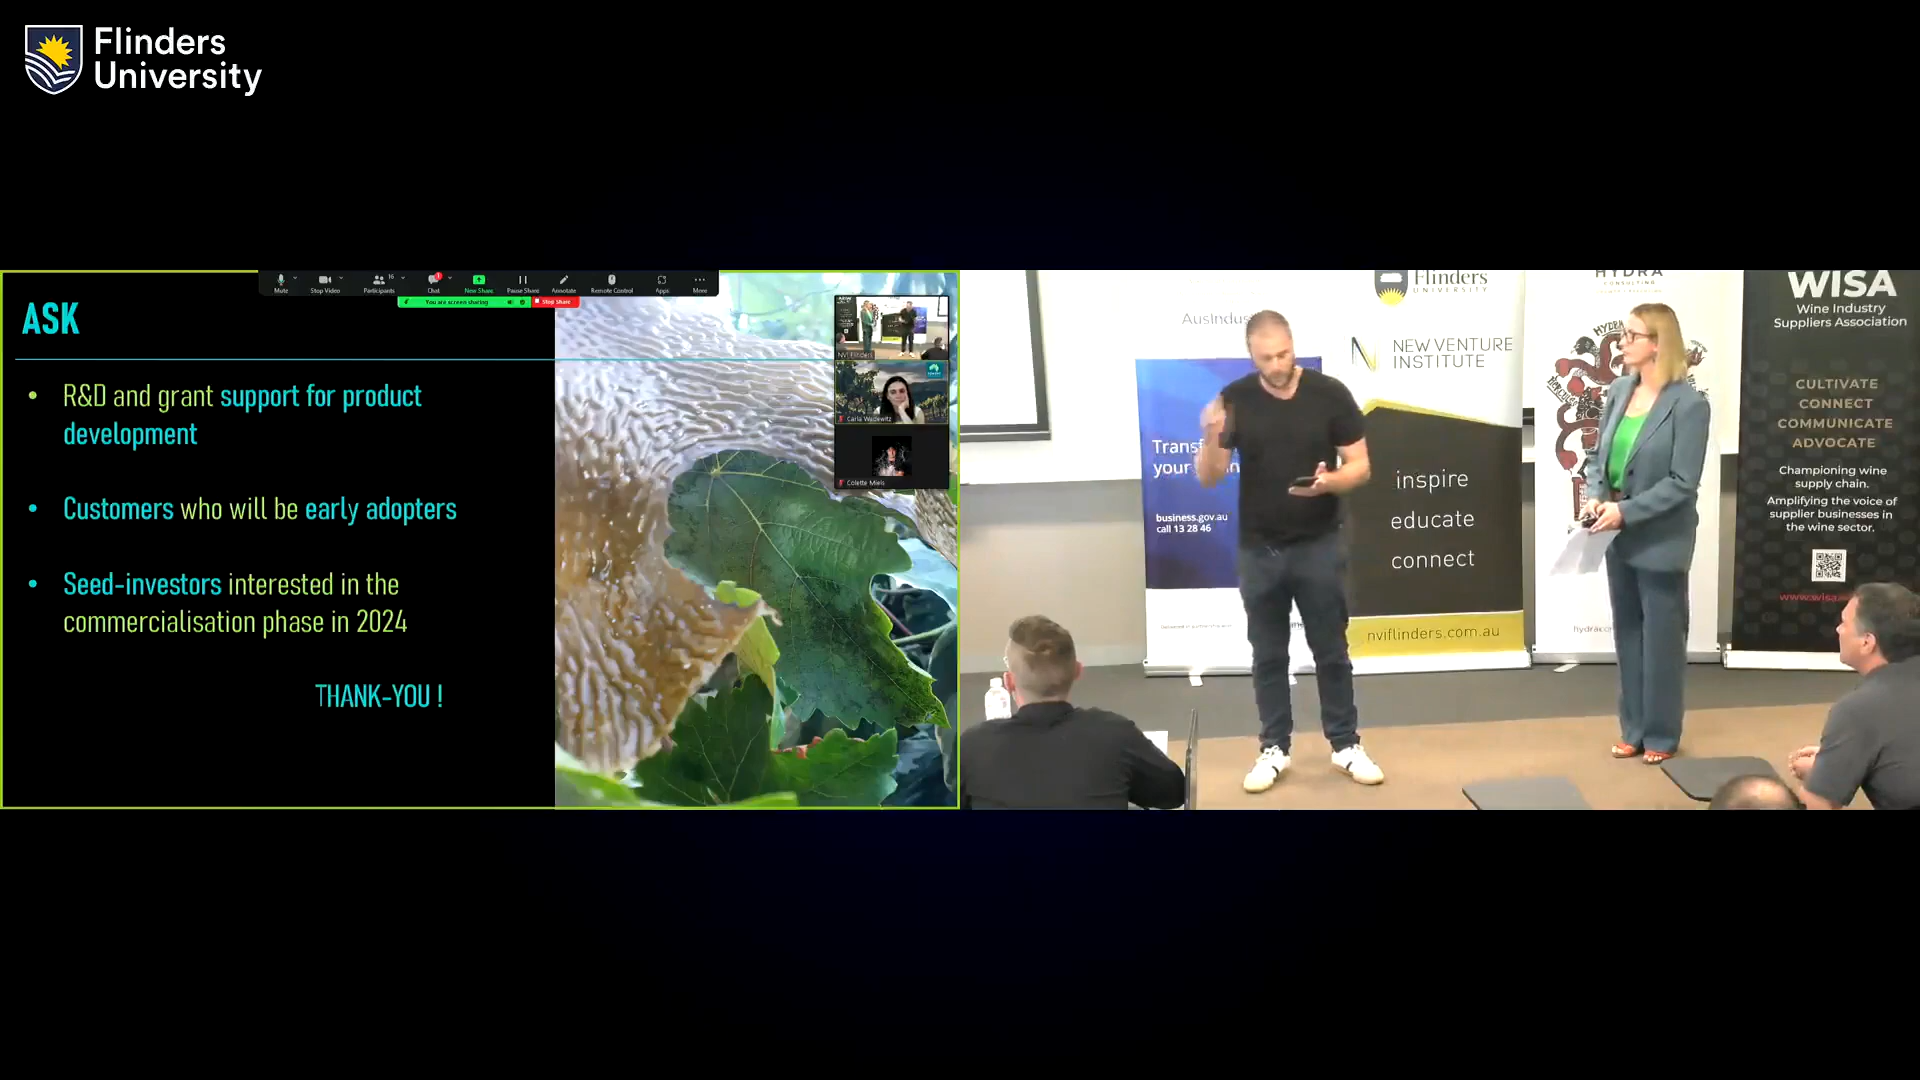 Flinders
University
Mute
Stop Video
Participants
16
Chat
1
New Share
Pause Share
Annotate
Remote Control
Apps
More
You are screen sharing
Stop Share
ASK
• R&D and grant support for product
development
• Customers who will be early adopters
• Seed-investors interested in the
commercialisation phase in 2024
THANK-YOU !
NVI Flinders
Carla Wadewitz
Colette Miels
AusIndus
Transf
your
business.gov.au
call 13 28 46
Flinders
UNIVERSITY
NEW VENTURE
INSTITUTE
inspire
educate
connect
nviflinders.com.au
HYDRA
CONSULTING
HYDRA
WISA
Wine Industry
Suppliers Association
CULTIVATE
CONNECT
COMMUNICATE
ADVOCATE
Championing wine
supply chain.
Amplifying the voice of
supplier businesses in
the wine sector.
www.wisa